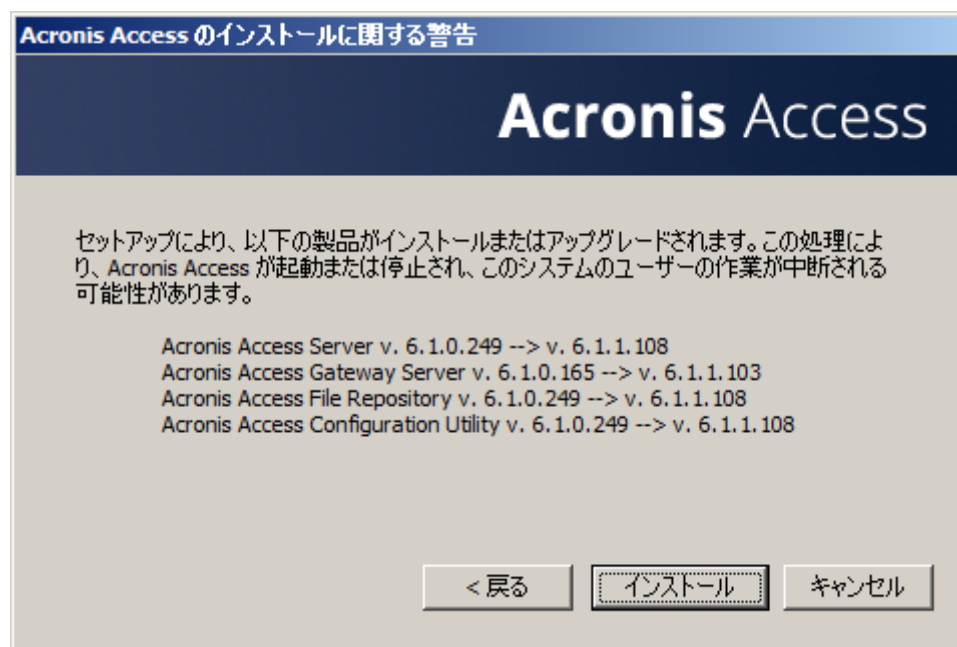 Acronis Access のインストールに関する警告
Acronis Access
セットアップにより、以下の製品がインストールまたはアップグレードされます。この処理によ
り、Acronis Access が起動または停止され、このシステムのユーザーの作業が中断される
可能性があります。
Acronis Access Server v. 6.1.0.249 --> v. 6.1.1.108
Acronis Access Gateway Server v. 6.1.0.165 --> v. 6.1.1.103
Acronis Access File Repository v. 6.1.0.249 --> v. 6.1.1.108
Acronis Access Configuration Utility v. 6.1.0.249 --> v. 6.1.1.108
< 戻る
インストール
キャンセル